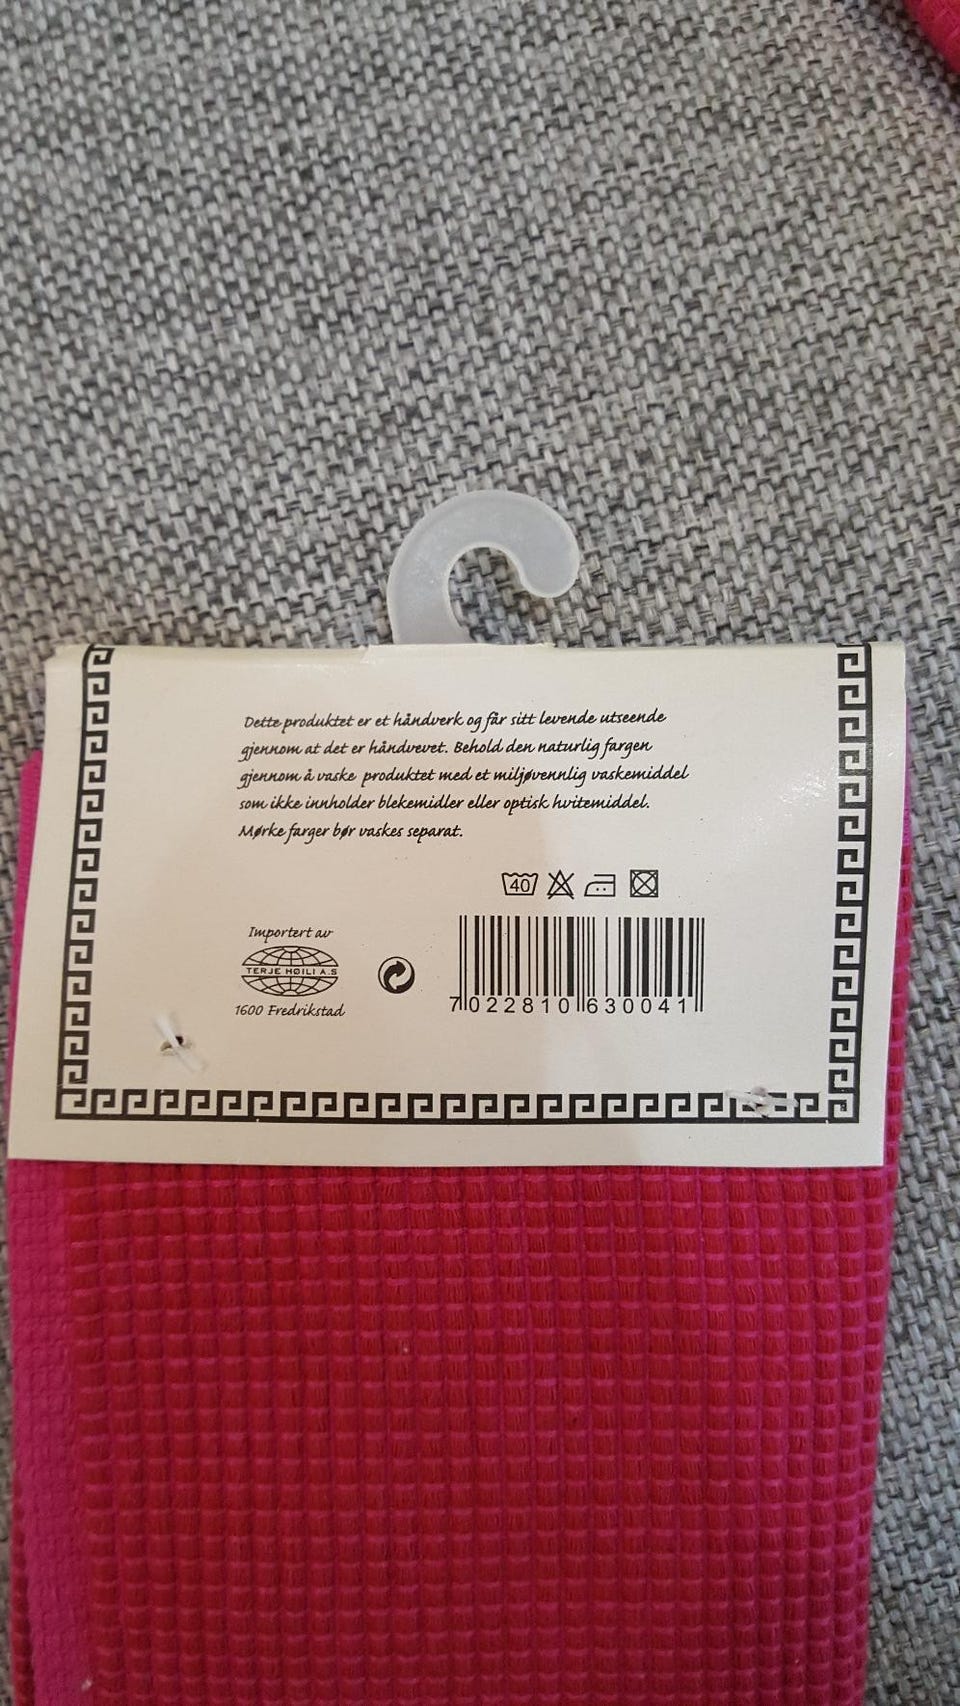 Dette produktet er et håndverk og får sitt levende utseende
gjennom at det er håndvevet. Behold den naturlig fargen
gjennom å vaske produktet med et miljøvennlig vaskemiddel
som ikke innholder blekemidler eller optisk hvitemiddel.
Mørke farger bør vaskes separat.
40
Importert av
TERJE HØILI A.S
1600 Fredrikstad
7022810630041